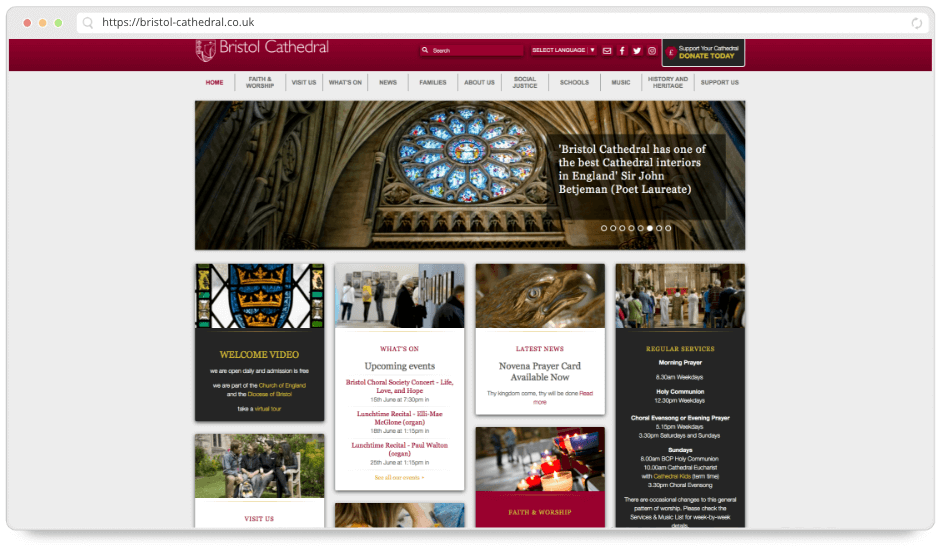 https://bristol-cathedral.co.uk
Bristol Cathedral
Search
SELECT LANGUAGE
Support Your Cathedral
DONATE TODAY
HOME
FAITH &
WORSHIP
VISIT US
WHAT'S ON
NEWS
FAMILIES
ABOUT US
SOCIAL
JUSTICE
SCHOOLS
MUSIC
HISTORY AND
HERITAGE
SUPPORT US
'Bristol Cathedral has one of
the best Cathedral interiors
in England' Sir John
Betjeman (Poet Laureate)
WELCOME VIDEO
we are open daily and admission is free
we are part of the Church of England
and the Diocese of Bristol
take a virtual tour
VISIT US
WHAT'S ON
Upcoming events
Bristol Choral Society Concert - Life,
Love, and Hope
15th June at 7:30pm in
Lunchtime Recital - Elli-Mae
McGlone (organ)
18th June at 1:15pm in
Lunchtime Recital - Paul Walton
(organ)
25th June at 1:15pm in
See all our events »
LATEST NEWS
Novena Prayer Card
Available Now
Thy kingdom come, thy will be done Read
more
FAITH & WORSHIP
REGULAR SERVICES
Morning Prayer
8.30am Weekdays
Holy Communion
12.30pm Weekdays
Choral Evensong or Evening Prayer
5.15pm Weekdays
3.30pm Saturdays and Sundays
Sundays
8.00am BCP Holy Communion
10.00am Cathedral Eucharist
with Cathedral Kids (term time)
3.30pm Choral Evensong
There are occasional changes to this general
pattern of worship. Please check the
Services & Music List for week-by-week
details.